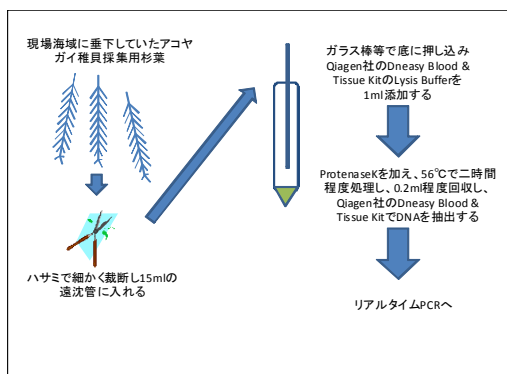 現場海域に垂下していたアコヤ
ガイ稚貝採集用杉葉
ハサミで細かく裁断し15mlの
遠沈管に入れる
ガラス棒等で底に押し込み
Qiagen社のDneasy Blood &
Tissue KitのLysis Bufferを
1ml添加する
ProtenaseKを加え、56℃で二時間
程度処理し、0.2ml程度回収し、
Qiagen社のDneasy Blood &
Tissue KitでDNAを抽出する
リアルタイムPCRへ